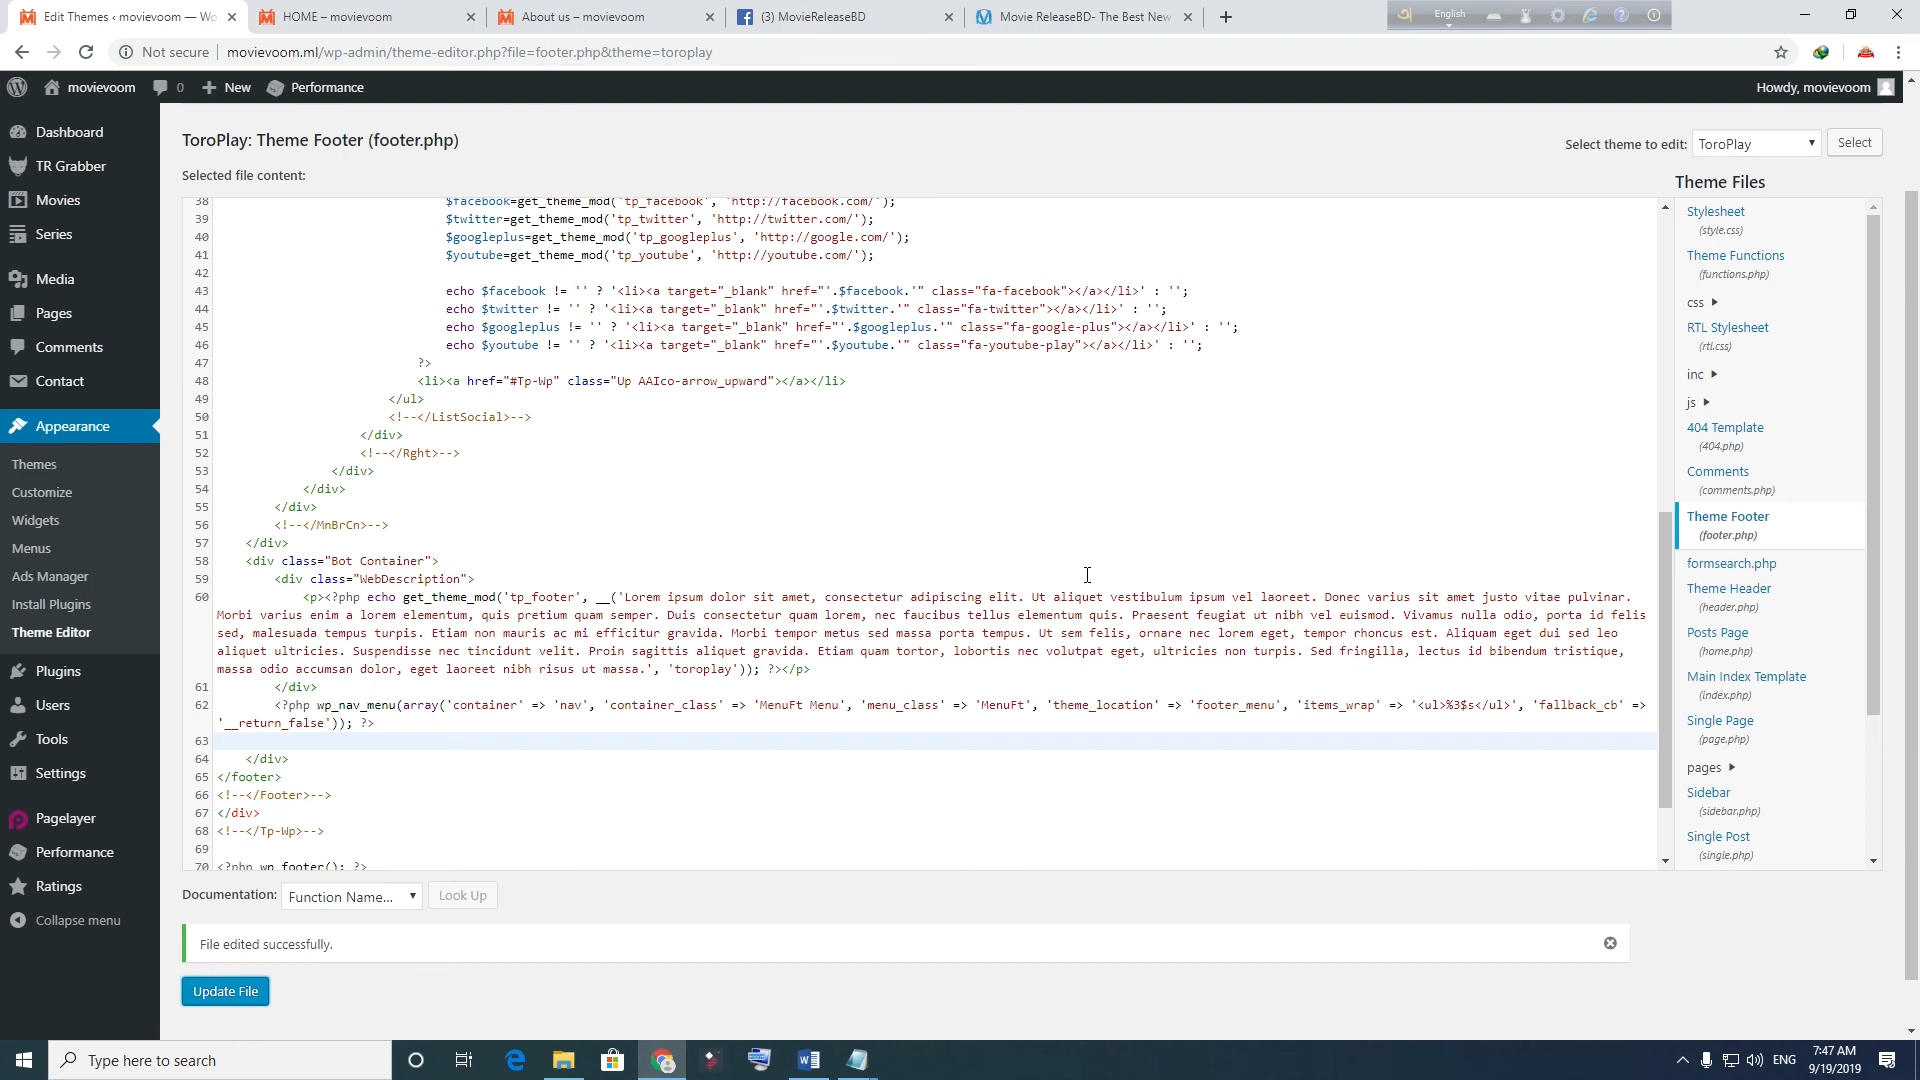 Edit Themes ‹ movievoom — Wo
HOME – movievoom
About us – movievoom
(3) MovieReleaseBD
Movie ReleaseBD- The Best New
English
Not secure
movievoom.ml/wp-admin/theme-editor.php?file=footer.php&theme=toroplay
movievoom
0
New
Performance
Howdy, movievoom
Dashboard
TR Grabber
Movies
Series
Media
Pages
Comments
Contact
Appearance
Themes
Customize
Widgets
Menus
Ads Manager
Install Plugins
Theme Editor
Plugins
Users
Tools
Settings
Pagelayer
Performance
Ratings
Collapse menu
ToroPlay: Theme Footer (footer.php)
Select theme to edit:
ToroPlay
Select
Selected file content:
38 $facebook=get_theme_mod('tp_facebook', 'http://facebook.com/');
39 $twitter=get_theme_mod('tp_twitter', 'http://twitter.com/');
40 $googleplus=get_theme_mod('tp_googleplus', 'http://google.com/');
41 $youtube=get_theme_mod('tp_youtube', 'http://youtube.com/');
42
43 echo $facebook != '' ? '<li><a target="_blank" href="'.$facebook.'" class="fa-facebook"></a></li>' : '';
44 echo $twitter != '' ? '<li><a target="_blank" href="'.$twitter.'" class="fa-twitter"></a></li>' : '';
45 echo $googleplus != '' ? '<li><a target="_blank" href="'.$googleplus.'" class="fa-google-plus"></a></li>' : '';
46 echo $youtube != '' ? '<li><a target="_blank" href="'.$youtube.'" class="fa-youtube-play"></a></li>' : '';
47 ?>
48 <li><a href="#Tp-Wp" class="Up AAIco-arrow_upward"></a></li>
49 </ul>
50 <!--</ListSocial>-->
51 </div>
52 <!--</Rght>-->
53 </div>
54 </div>
55 </div>
56 <!--</MnBrCn>-->
57 </div>
58 <div class="Bot Container">
59 <div class="WebDescription">
60 <p><?php echo get_theme_mod('tp_footer', __('Lorem ipsum dolor sit amet, consectetur adipiscing elit. Ut aliquet vestibulum ipsum vel laoreet. Donec varius sit amet justo vitae pulvinar.
Morbi varius enim a lorem elementum, quis pretium quam semper. Duis consectetur quam lorem, nec faucibus tellus elementum quis. Praesent feugiat ut nibh vel euismod. Vivamus nulla odio, porta id felis
sed, malesuada tempus turpis. Etiam non mauris ac mi efficitur gravida. Morbi tempor metus sed massa porta tempus. Ut sem felis, ornare nec lorem eget, tempor rhoncus est. Aliquam eget dui sed leo
aliquet ultricies. Suspendisse nec tincidunt velit. Proin sagittis aliquet gravida. Etiam quam tortor, lobortis nec volutpat eget, ultricies non turpis. Sed fringilla, lectus id bibendum tristique,
massa odio accumsan dolor, eget laoreet nibh risus ut massa.', 'toroplay')); ?></p>
61 </div>
62 <?php wp_nav_menu(array('container' => 'nav', 'container_class' => 'MenuFt Menu', 'menu_class' => 'MenuFt', 'theme_location' => 'footer_menu', 'items_wrap' => '<ul>%3$s</ul>', 'fallback_cb' =>
'__return_false')); ?>
63
64 </div>
65 </footer>
66 <!--</Footer>-->
67 </div>
68 <!--</Tp-Wp>-->
69
70 <?php wp_footer(); ?>
Theme Files
Stylesheet
(style.css)
Theme Functions
(functions.php)
css
RTL Stylesheet
(rtl.css)
inc
js
404 Template
(404.php)
Comments
(comments.php)
Theme Footer
(footer.php)
formsearch.php
Theme Header
(header.php)
Posts Page
(home.php)
Main Index Template
(index.php)
Single Page
(page.php)
pages
Sidebar
(sidebar.php)
Single Post
(single.php)
Documentation:
Function Name...
Look Up
File edited successfully.
Update File
Type here to search
ENG
7:47 AM
9/19/2019